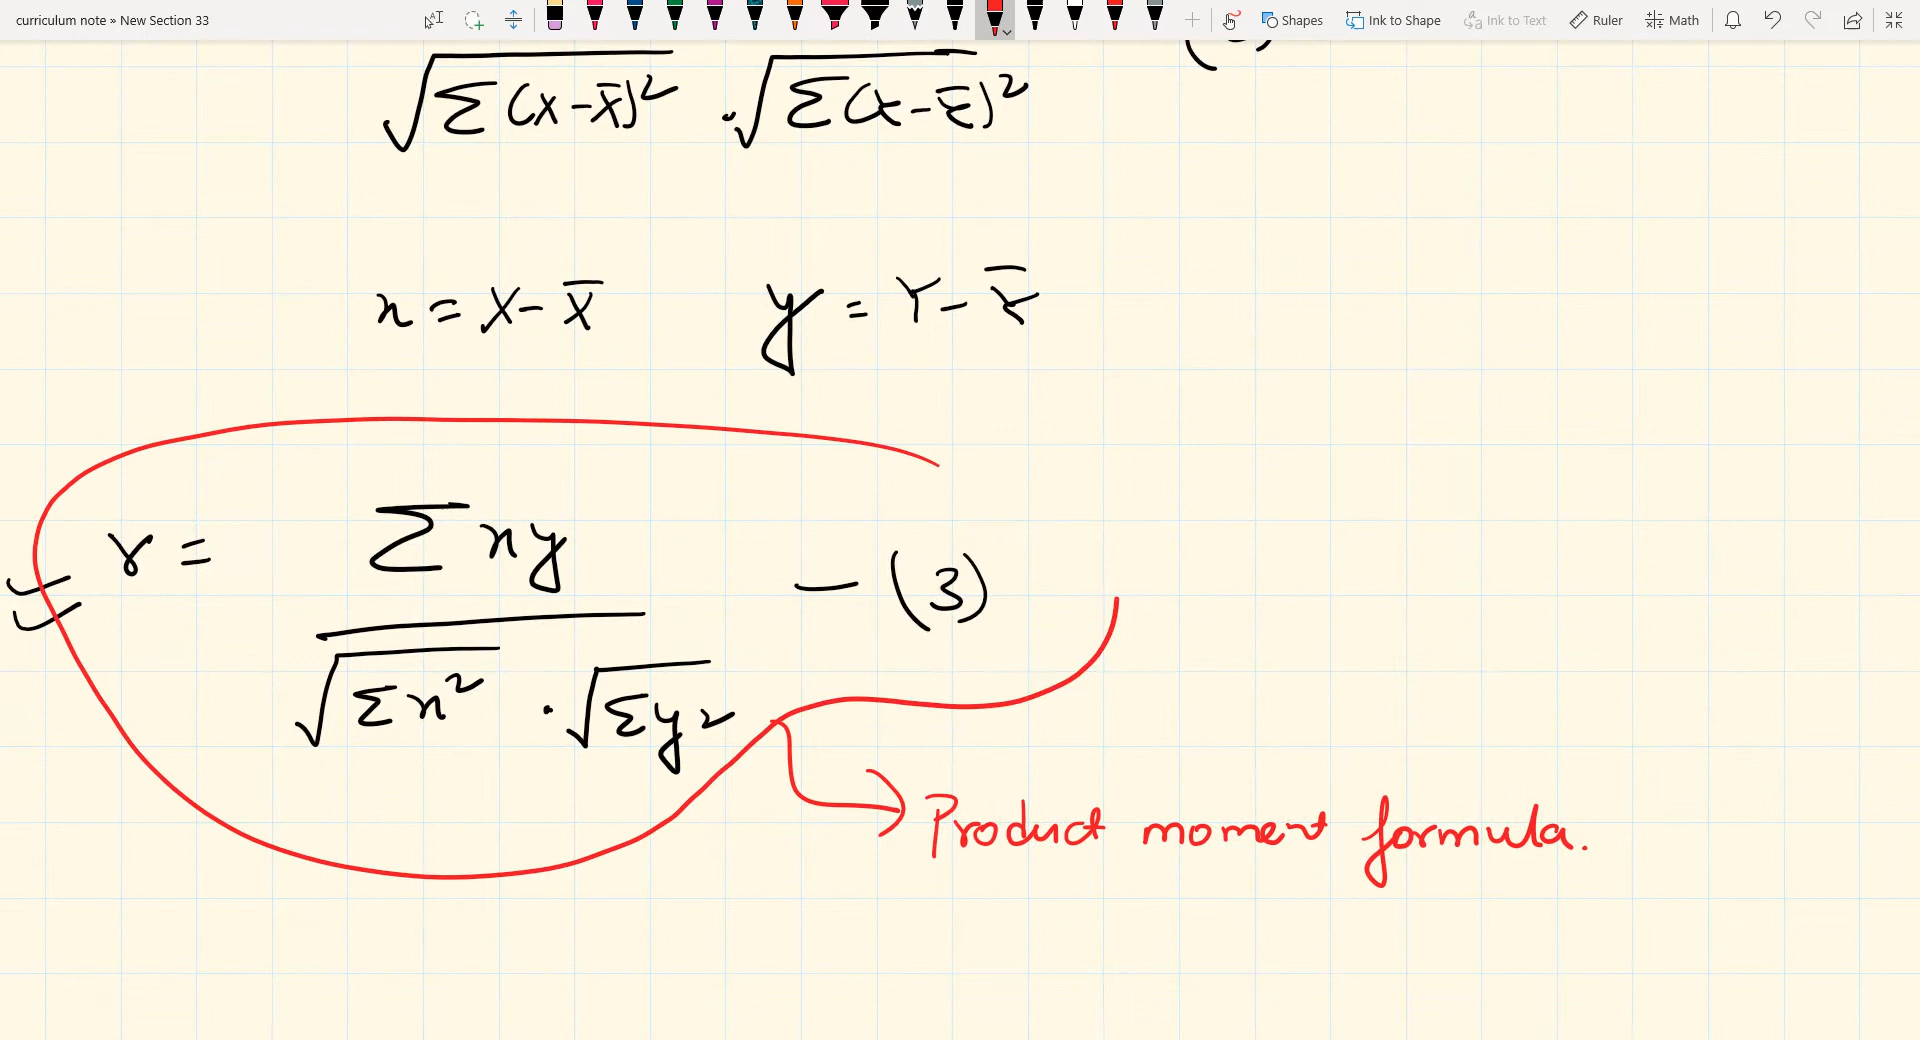 curriculum note » New Section 33
Shapes Ink to Shape Ink to Text Ruler Math
√Σ(X-X̅)² .√Σ(Y-Y̅)²
x = X - X̅ y = Y - Y̅
r = Σxy
- (3)
√Σx² . √Σy²
Product moment formula.